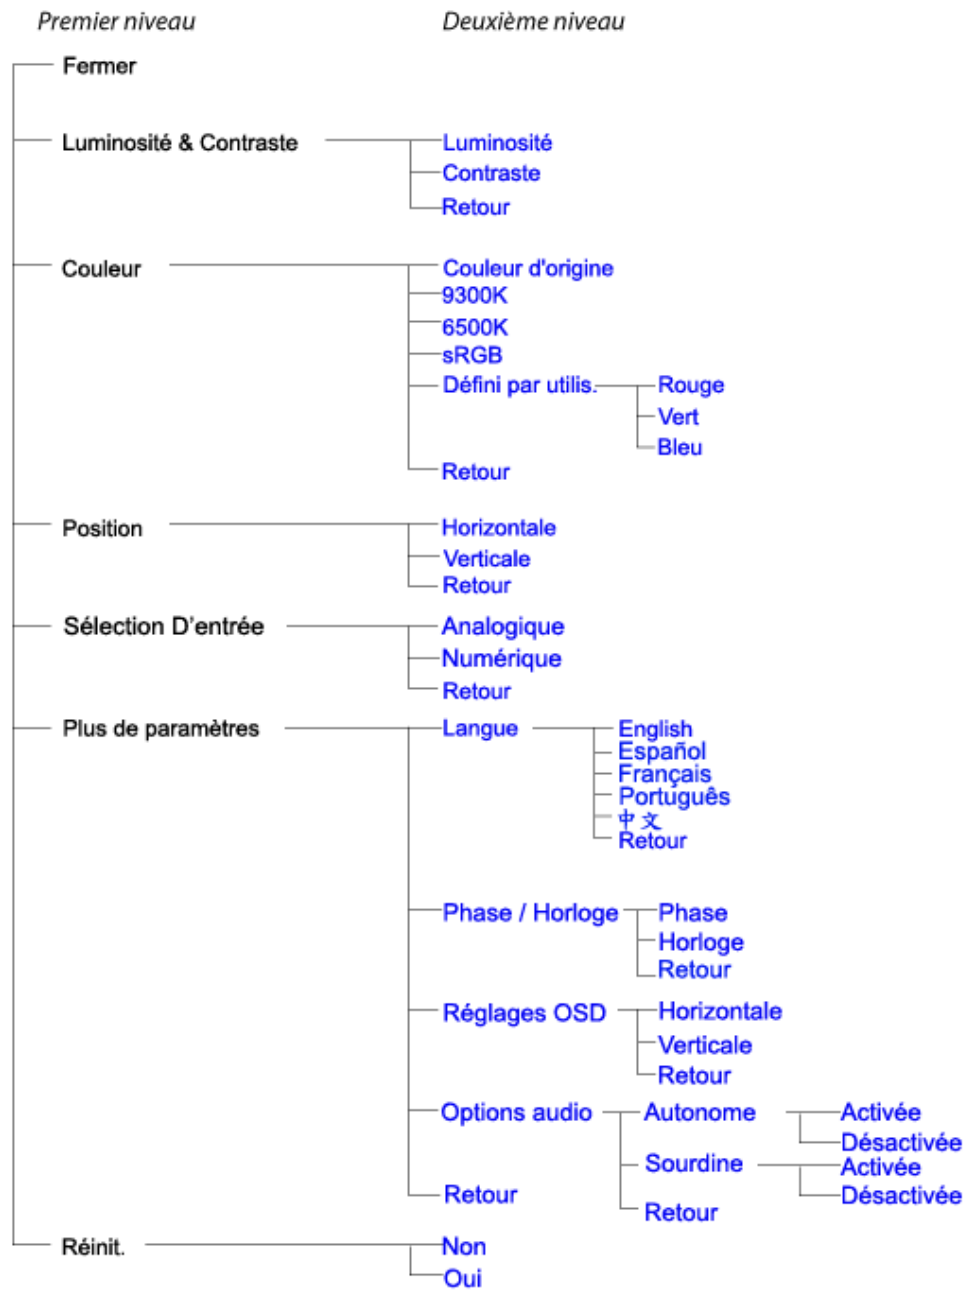 Premier niveau Deuxième niveau
Fermer
Luminosité & Contraste Luminosité
Contraste
Retour
Couleur Couleur d'origine
9300K
6500K
sRGB
Défini par utilis. Rouge
Vert
Bleu
Retour
Position Horizontale
Verticale
Retour
Sélection D’entrée Analogique
Numérique
Retour
Plus de paramètres Langue English
Español
Français
Português
中文
Retour
Phase / Horloge Phase
Horloge
Retour
Réglages OSD Horizontale
Verticale
Retour
Options audio Autonome Activée
Désactivée
Sourdine Activée
Retour Désactivée
Retour
Réinit. Non
Oui